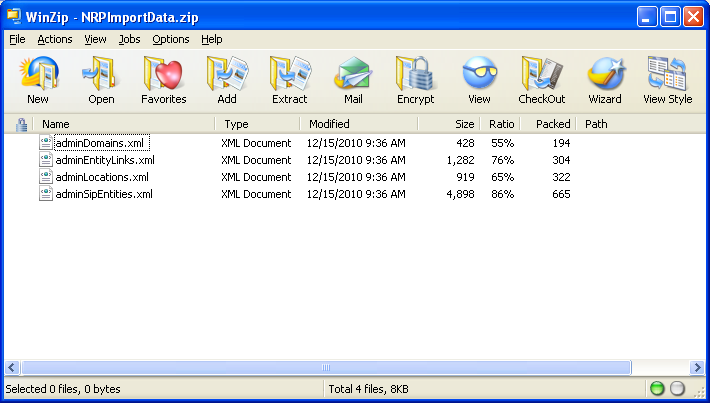 WinZip - NRPImportData.zip
File Actions View Jobs Options Help
New Open Favorites Add Extract Mail Encrypt View CheckOut Wizard View Style
Name Type Modified Size Ratio Packed Path
adminDomains.xml XML Document 12/15/2010 9:36 AM 428 55% 194
adminEntityLinks.xml XML Document 12/15/2010 9:36 AM 1,282 76% 304
adminLocations.xml XML Document 12/15/2010 9:36 AM 919 65% 322
adminSipEntities.xml XML Document 12/15/2010 9:36 AM 4,898 86% 665
Selected 0 files, 0 bytes Total 4 files, 8KB